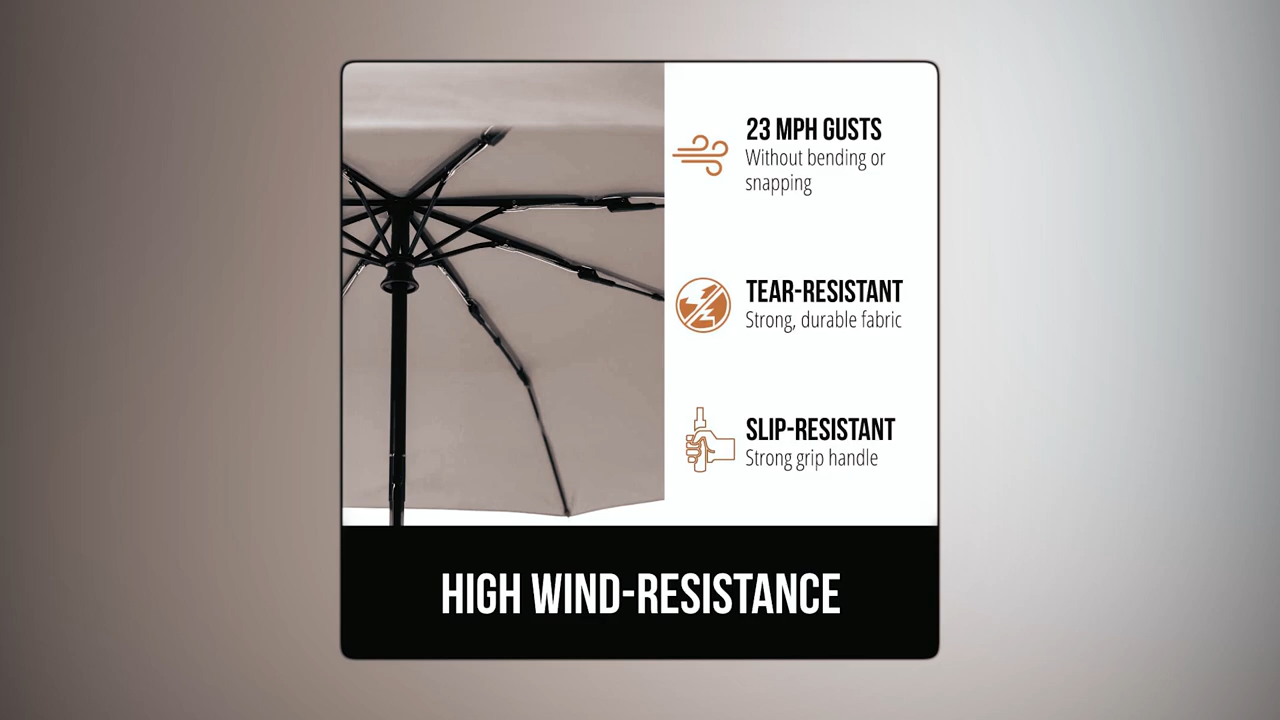 23 MPH GUSTS
Without bending or
snapping
TEAR-RESISTANT
Strong, durable fabric
SLIP-RESISTANT
Strong grip handle
HIGH WIND-RESISTANCE